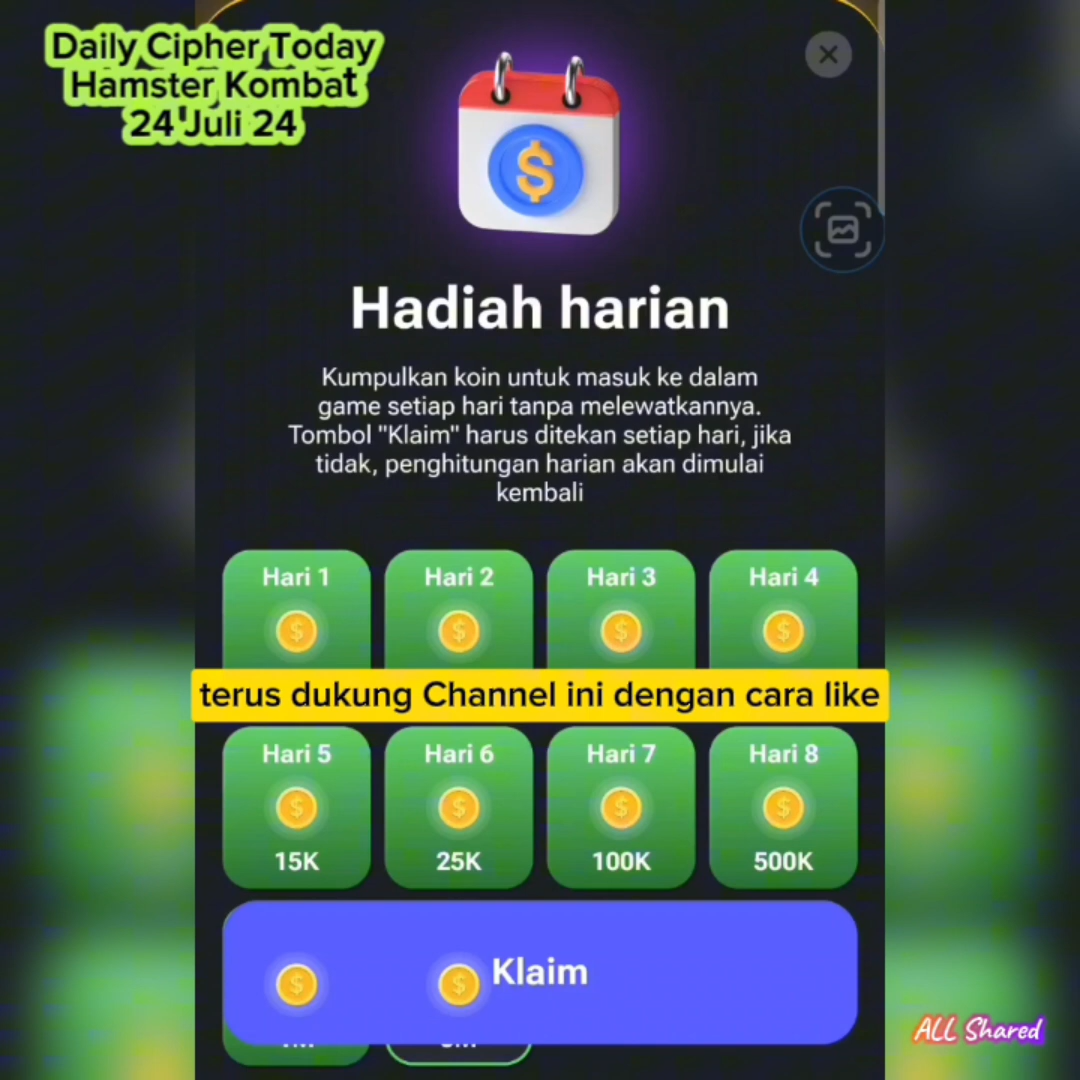 Daily Cipher Today
Hamster Kombat
24 Juli 24
Hadiah harian
Kumpulkan koin untuk masuk ke dalam
game setiap hari tanpa melewatkannya.
Tombol "Klaim" harus ditekan setiap hari, jika
tidak, penghitungan harian akan dimulai
kembali
Hari 1 Hari 2 Hari 3 Hari 4
terus dukung Channel ini dengan cara like
Hari 5 Hari 6 Hari 7 Hari 8
15K 25K 100K 500K
Klaim
ALL Shared